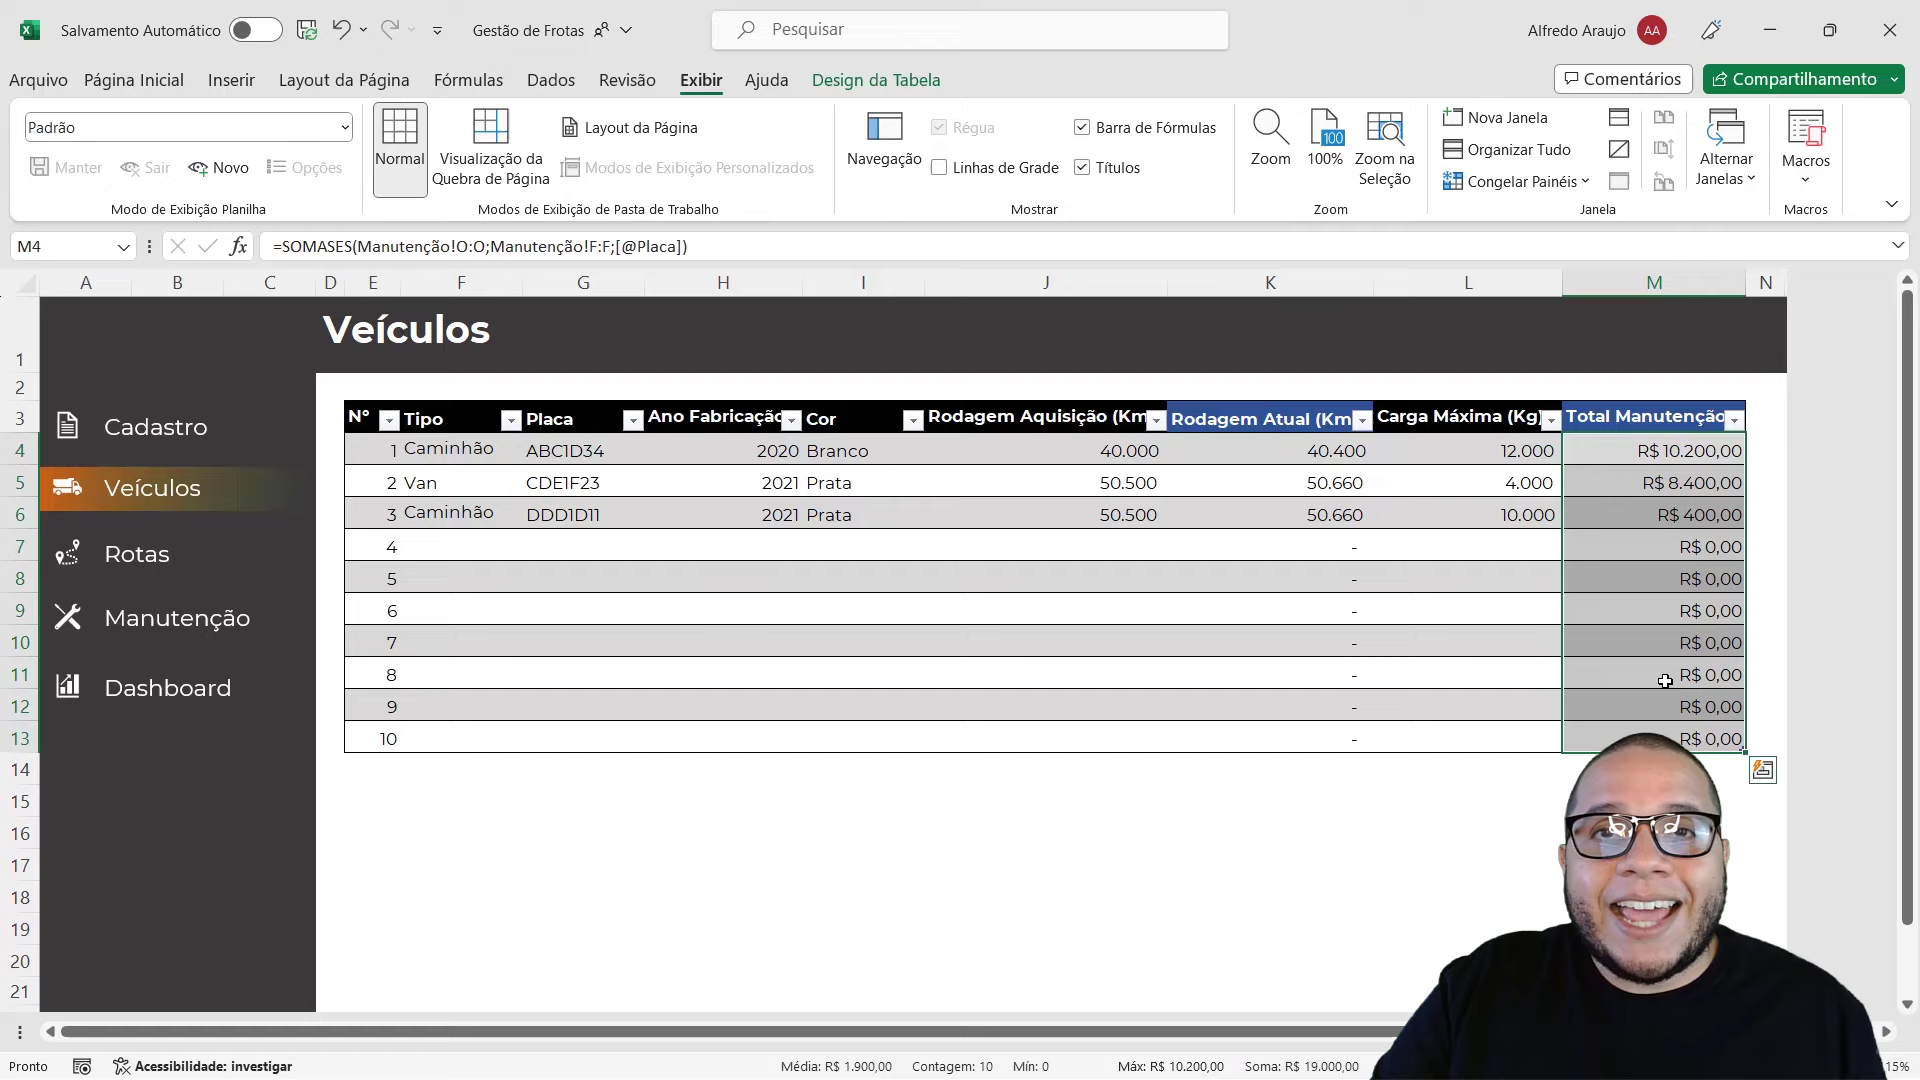 Salvamento Automático
Gestão de Frotas
Pesquisar
Alfredo Araujo
AA
Arquivo Página Inicial Inserir Layout da Página Fórmulas Dados Revisão Exibir Ajuda Design da Tabela
Comentários
Compartilhamento
Padrão
Manter Sair Novo Opções
Modo de Exibição Planilha
Normal
Visualização da Quebra de Página
Layout da Página
Modos de Exibição Personalizados
Modos de Exibição de Pasta de Trabalho
Navegação
Régua
Barra de Fórmulas
Linhas de Grade
Títulos
Mostrar
Zoom
100
100%
Zoom na Seleção
Zoom
Nova Janela
Organizar Tudo
Congelar Painéis
Alternar Janelas
Janela
Macros
Macros
M4
fx
=SOMASES(Manutenção!O:O;Manutenção!F:F;[@Placa])
A B C D E F G H I J K L M N
Veículos
1
2
3 Nº Tipo Placa Ano Fabricação Cor Rodagem Aquisição (Km Rodagem Atual (Km Carga Máxima (Kg) Total Manutenção
4 1 Caminhão ABC1D34 2020 Branco 40.000 40.400 12.000 R$ 10.200,00
5 2 Van CDE1F23 2021 Prata 50.500 50.660 4.000 R$ 8.400,00
6 3 Caminhão DDD1D11 2021 Prata 50.500 50.660 10.000 R$ 400,00
7 4 - R$ 0,00
8 5 - R$ 0,00
9 6 - R$ 0,00
10 7 - R$ 0,00
11 8 - R$ 0,00
12 9 - R$ 0,00
13 10 - R$ 0,00
14
15
16
17
18
19
20
21
Cadastro
Veículos
Rotas
Manutenção
Dashboard
Pronto
Acessibilidade: investigar
Média: R$ 1.900,00 Contagem: 10 Mín: 0 Máx: R$ 10.200,00 Soma: R$ 19.000,00
15%